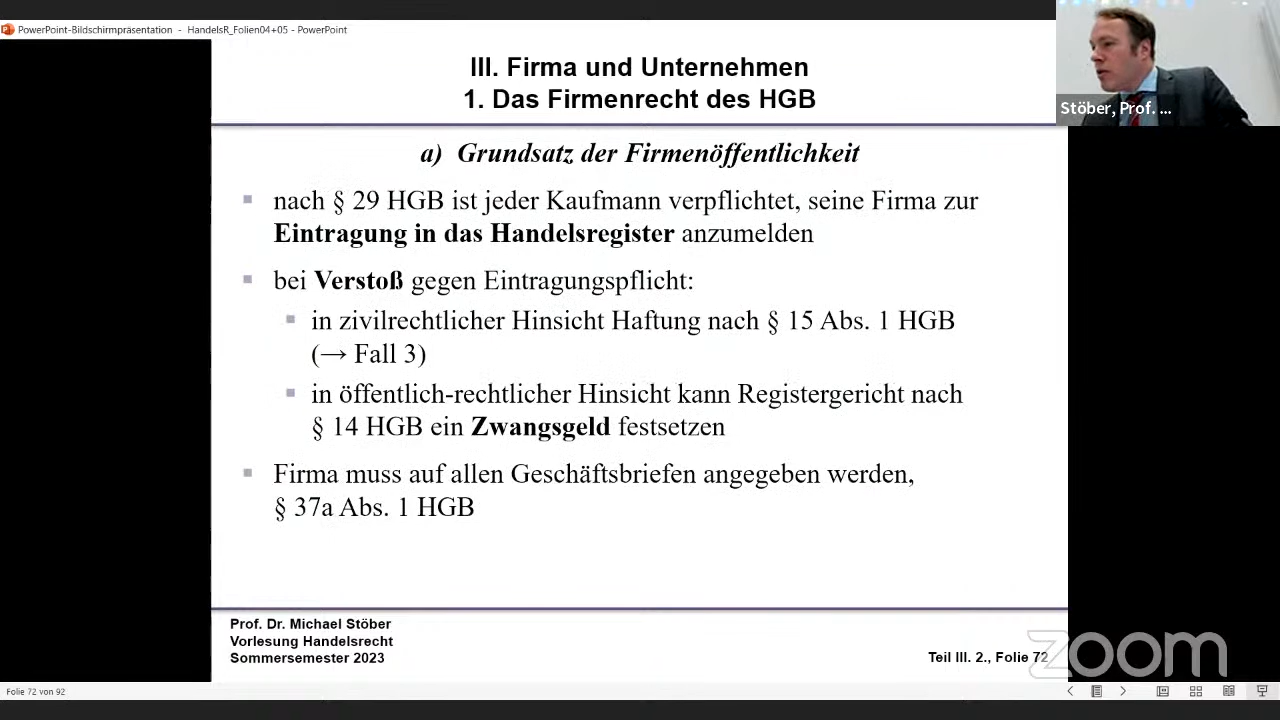 PowerPoint-Bildschirmpräsentation - HandelsR_Folien04+05 - PowerPoint
III. Firma und Unternehmen
1. Das Firmenrecht des HGB
Stöber, Prof. ...
a) Grundsatz der Firmenöffentlichkeit
nach § 29 HGB ist jeder Kaufmann verpflichtet, seine Firma zur
Eintragung in das Handelsregister anzumelden
bei Verstoß gegen Eintragungspflicht:
in zivilrechtlicher Hinsicht Haftung nach § 15 Abs. 1 HGB
(→ Fall 3)
in öffentlich-rechtlicher Hinsicht kann Registergericht nach
§ 14 HGB ein Zwangsgeld festsetzen
Firma muss auf allen Geschäftsbriefen angegeben werden,
§ 37a Abs. 1 HGB
Prof. Dr. Michael Stöber
Vorlesung Handelsrecht
Sommersemester 2023
Teil III. 2., Folie 72
zoom
Folie 72 von 92